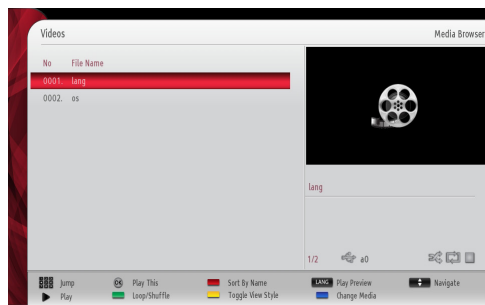 Videos Media Browser
No File Name
0001. lang
0002. os
lang
1/2 a0
Jump OK Play This Sort By Name LANG Play Preview Navigate
Play Loop/Shuffle Toggle View Style Change Media